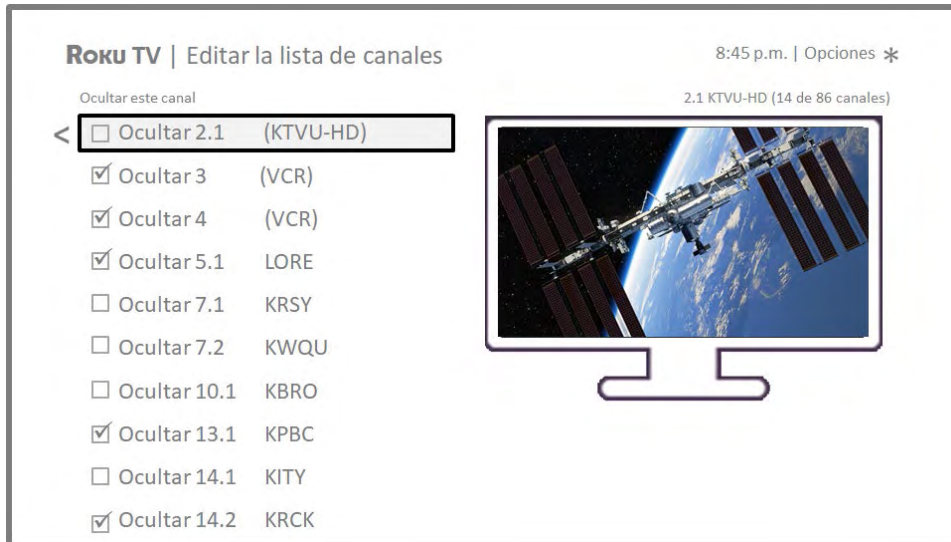 Roku TV | Editar la lista de canales
8:45 p.m. | Opciones *
Ocultar este canal
2.1 KTVU-HD (14 de 86 canales)
< Ocultar 2.1 (KTVU-HD)
Ocultar 3 (VCR)
Ocultar 4 (VCR)
Ocultar 5.1 LORE
Ocultar 7.1 KRSY
Ocultar 7.2 KWQU
Ocultar 10.1 KBRO
Ocultar 13.1 KPBC
Ocultar 14.1 KITY
Ocultar 14.2 KRCK